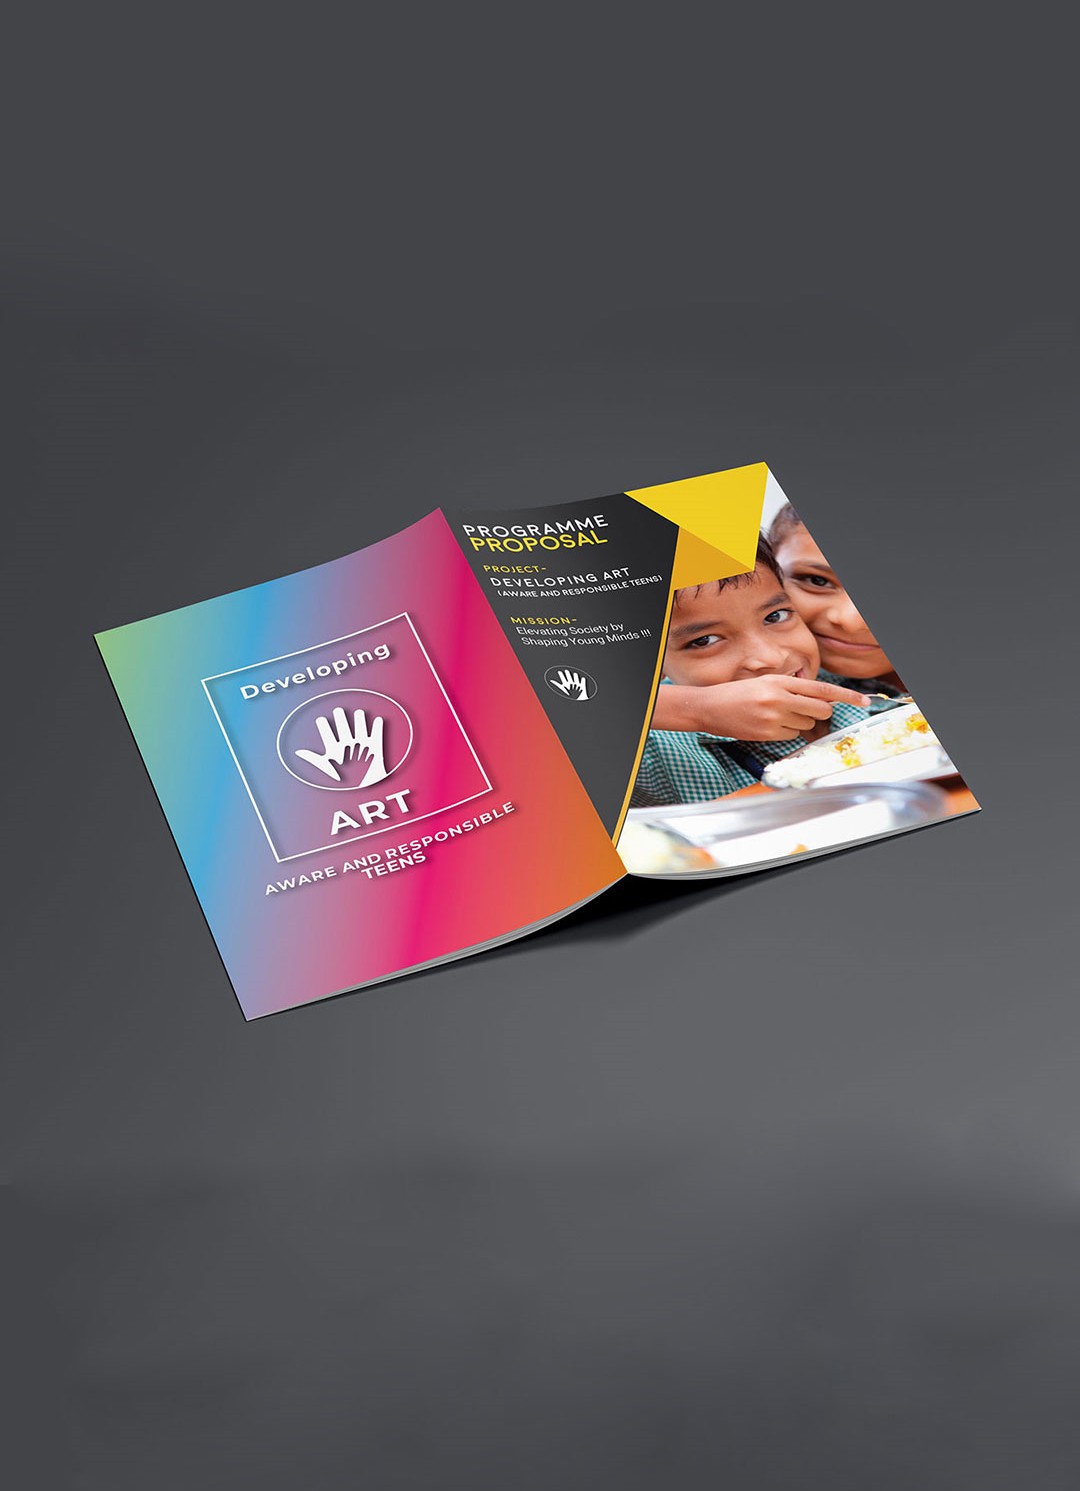 Developing
ART
AWARE AND RESPONSIBLE
TEENS
PROGRAMME
PROPOSAL
PROJECT-
DEVELOPING ART
(AWARE AND RESPONSIBLE TEENS)
MISSION-
Elevating Society by
Shaping Young Minds !!!